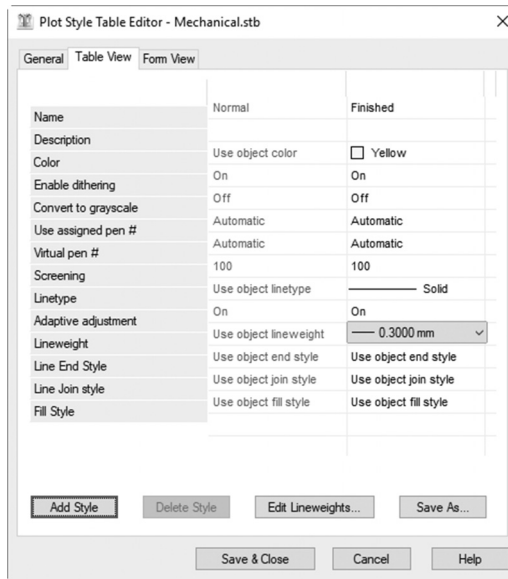 Plot Style Table Editor - Mechanical.stb
General Table View Form View
Name Normal Finished
Description
Color Use object color Yellow
Enable dithering On On
Convert to grayscale Off Off
Use assigned pen # Automatic Automatic
Virtual pen # Automatic Automatic
Screening 100 100
Linetype Use object linetype Solid
Adaptive adjustment On On
Lineweight Use object lineweight 0.3000 mm
Line End Style Use object end style Use object end style
Line Join style Use object join style Use object join style
Fill Style Use object fill style Use object fill style
Add Style Delete Style Edit Lineweights... Save As...
Save & Close Cancel Help